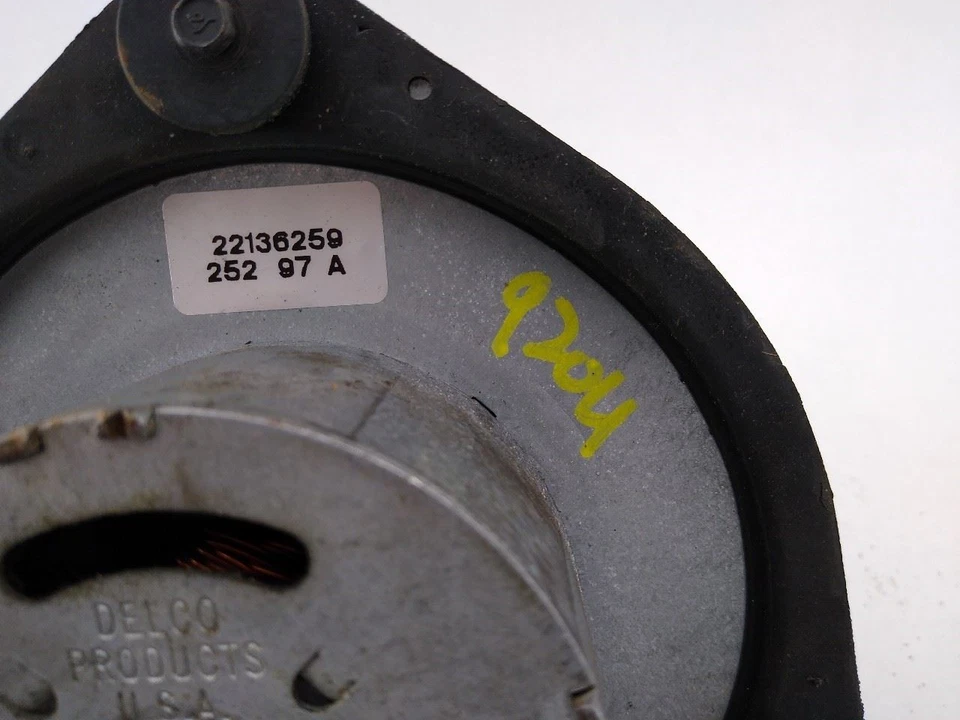 22136259
252 97 A
9204
DELCO
PRODUCTS
U.S.A.